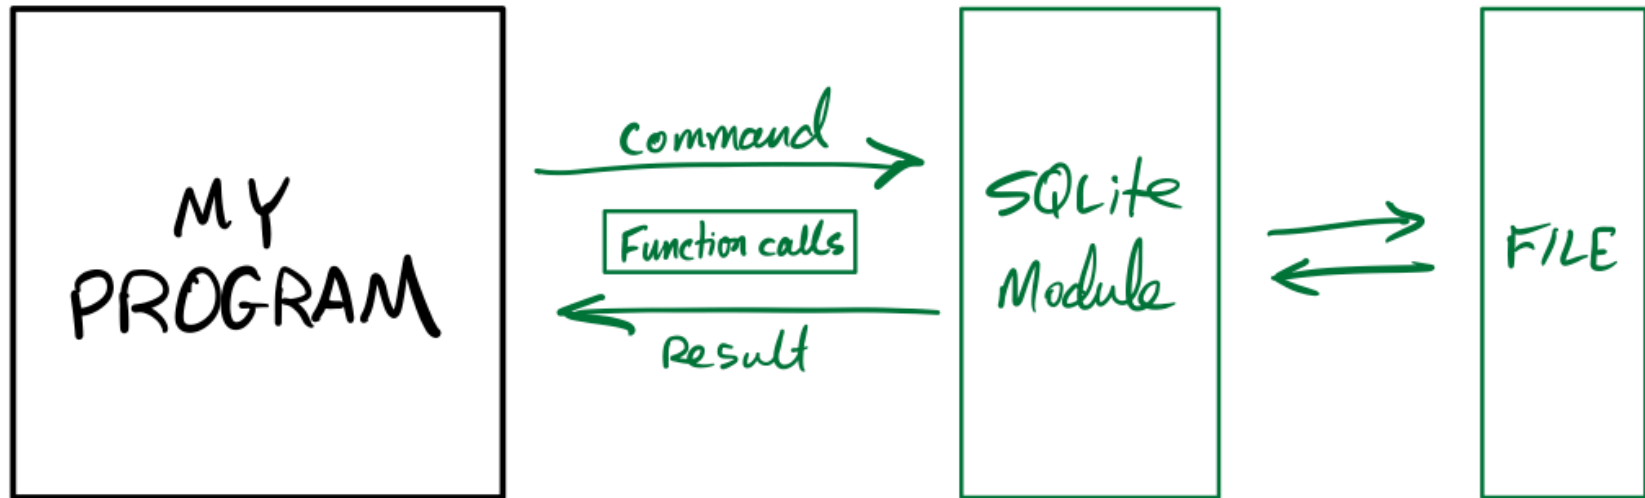 MY
PROGRAM
Command
Function calls
Result
SQLite
Module
FILE